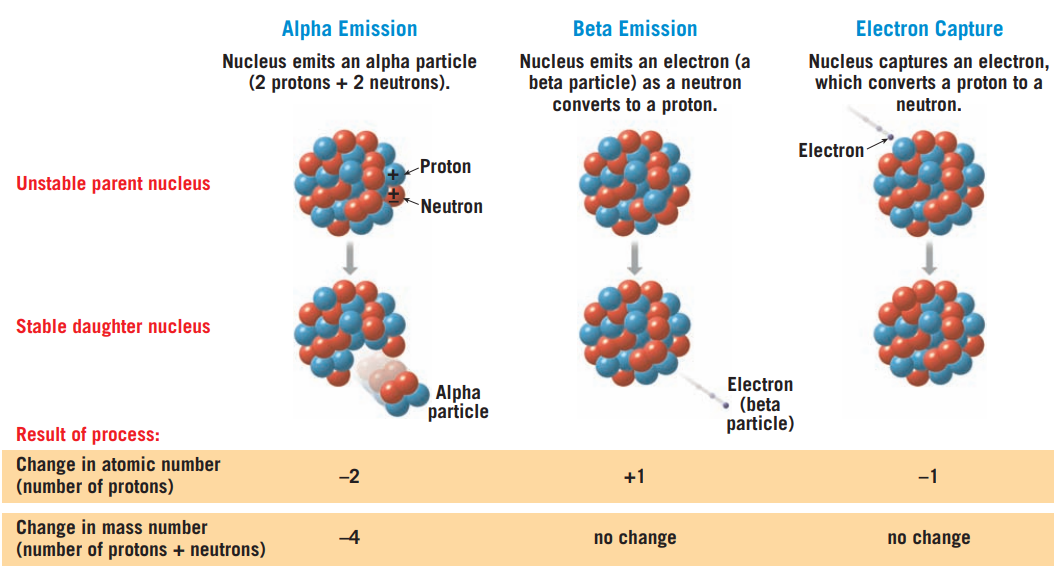 Alpha Emission
Nucleus emits an alpha particle
(2 protons + 2 neutrons).
Beta Emission
Nucleus emits an electron (a
beta particle) as a neutron
converts to a proton.
Electron Capture
Nucleus captures an electron,
which converts a proton to a
neutron.
Unstable parent nucleus
+
Proton
±
Neutron
Electron
Stable daughter nucleus
Alpha
particle
Electron
(beta
particle)
Result of process:
Change in atomic number
(number of protons)
–2
+1
–1
Change in mass number
(number of protons + neutrons)
–4
no change
no change